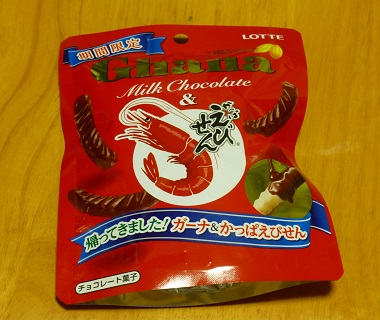 LOTTE
期間限定
Ghana
Milk Chocolate
&
かっぱ
えび
せん
帰ってきました!ガーナ&かっぱえびせん
チョコレート菓子